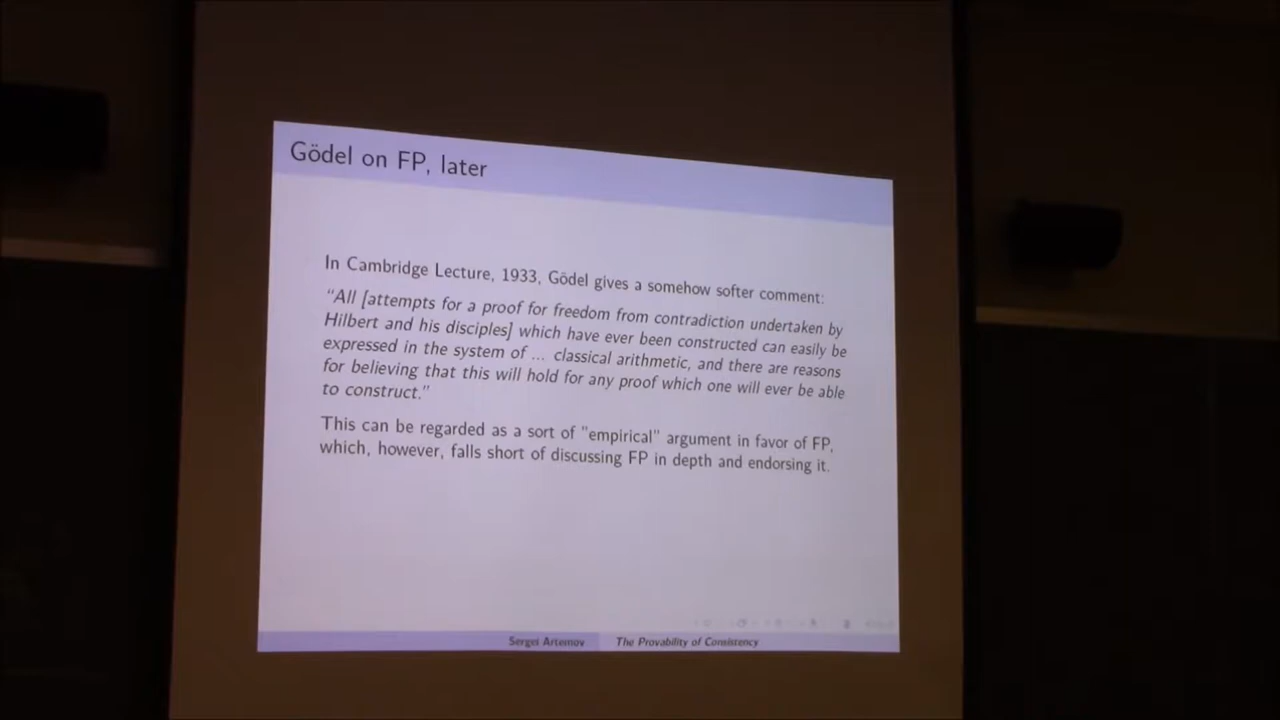 Gödel on FP, later
In Cambridge Lecture, 1933, Gödel gives a somehow softer comment:
"All [attempts for a proof for freedom from contradiction undertaken by
Hilbert and his disciples] which have ever been constructed can easily be
expressed in the system of ... classical arithmetic, and there are reasons
for believing that this will hold for any proof which one will ever be able
to construct."
This can be regarded as a sort of "empirical" argument in favor of FP,
which, however, falls short of discussing FP in depth and endorsing it.
Sergei Artemov The Provability of Consistency